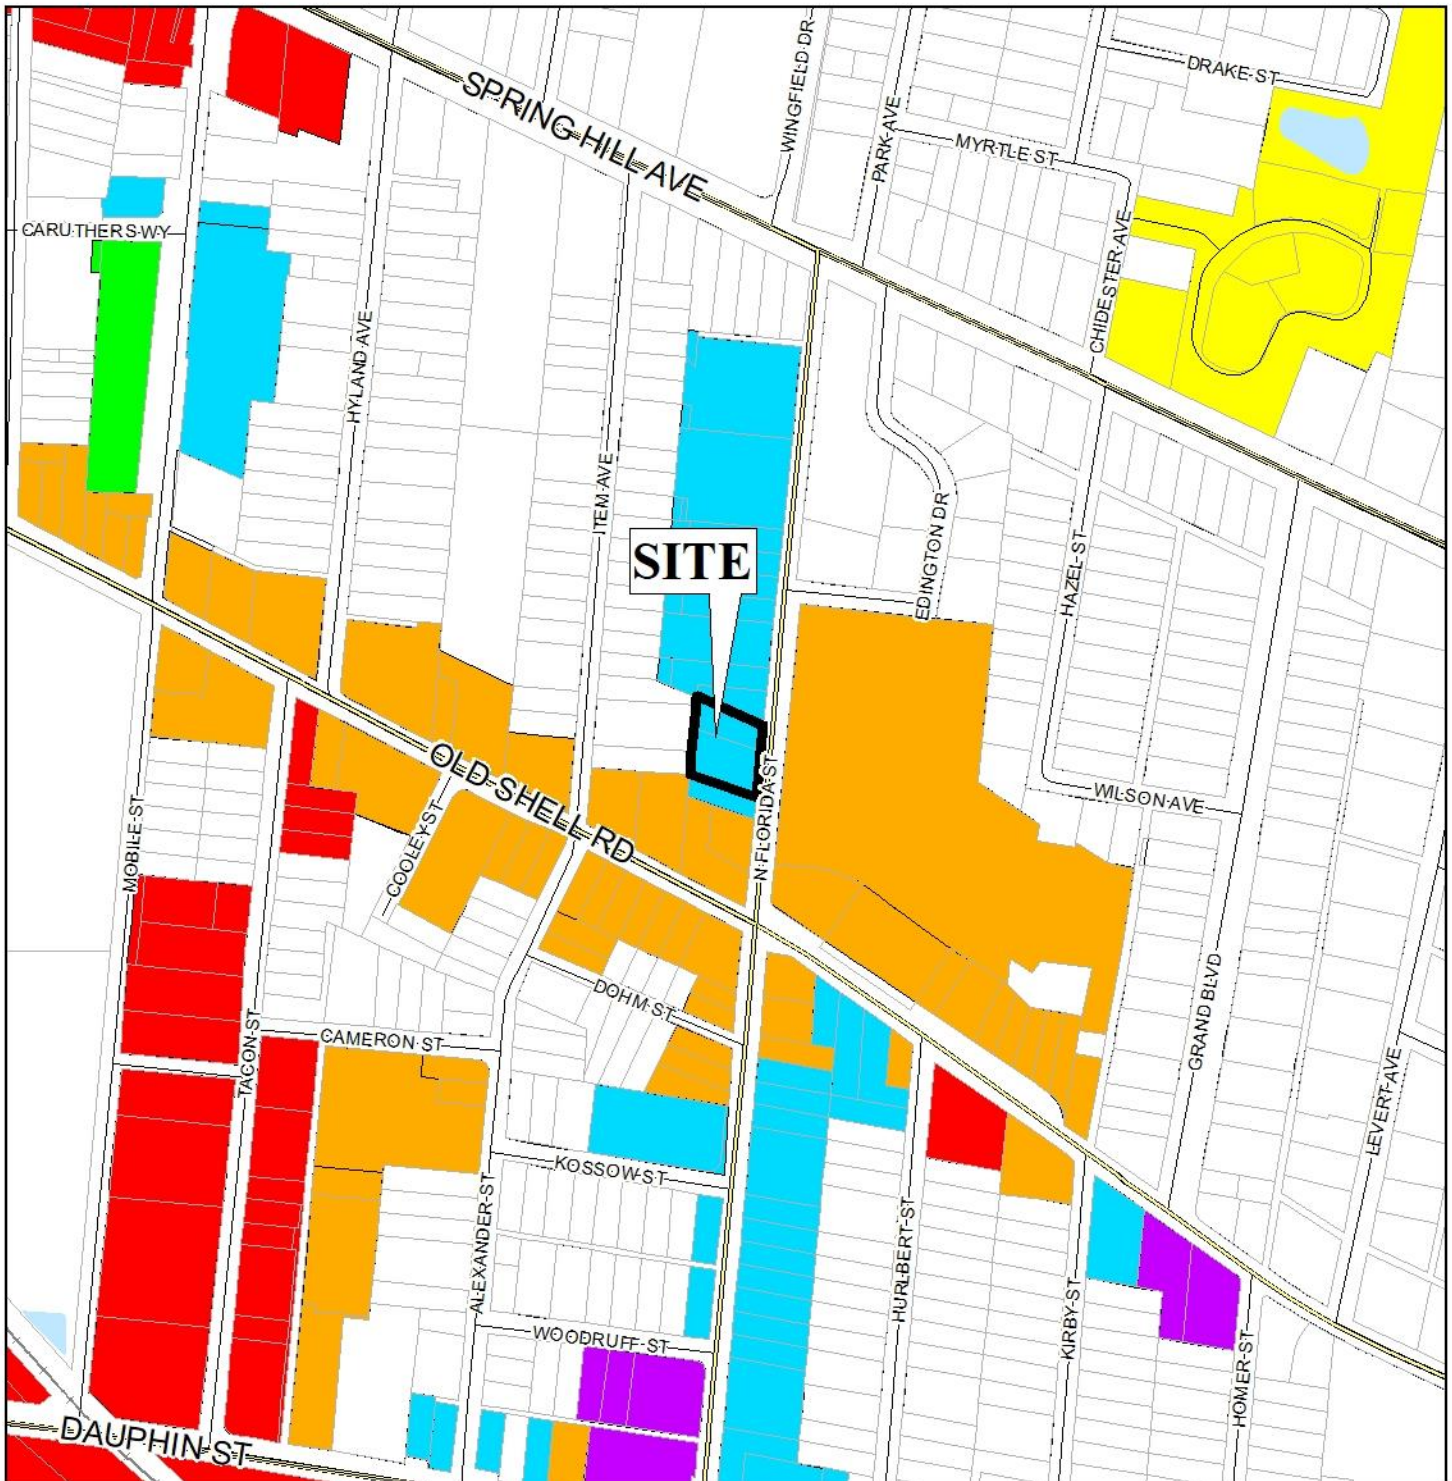 WINGFIELD DR
DRAKE ST
SPRING HILL AVE
PARK AVE
MYRTLE ST
CARUTHERS WY
CHIDESTER AVE
HYLAND AVE
ITEM AVE
EDINGTON DR
HAZEL ST
SITE
OLD SHELL RD
N FLORIDA ST
WILSON AVE
MOBILE ST
COOLEY ST
DOHM ST
GRAND BLVD
TACON ST
CAMERON ST
LEVERT AVE
KOSSOW ST
ALEXANDER ST
HURLBERT ST
KIRBY ST
WOODRUFF ST
HOMER ST
DAUPHIN ST